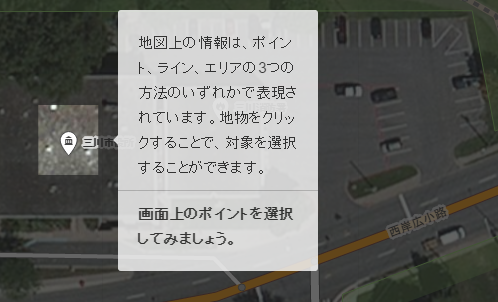 地図上の情報は、ポイン
ト、ライン、エリアの3つの
方法のいずれかで表現さ
れています。地物をクリッ
クすることで、対象を選択
することができます。
画面上のポイントを選択
してみましょう。
三川市
西岸広小路